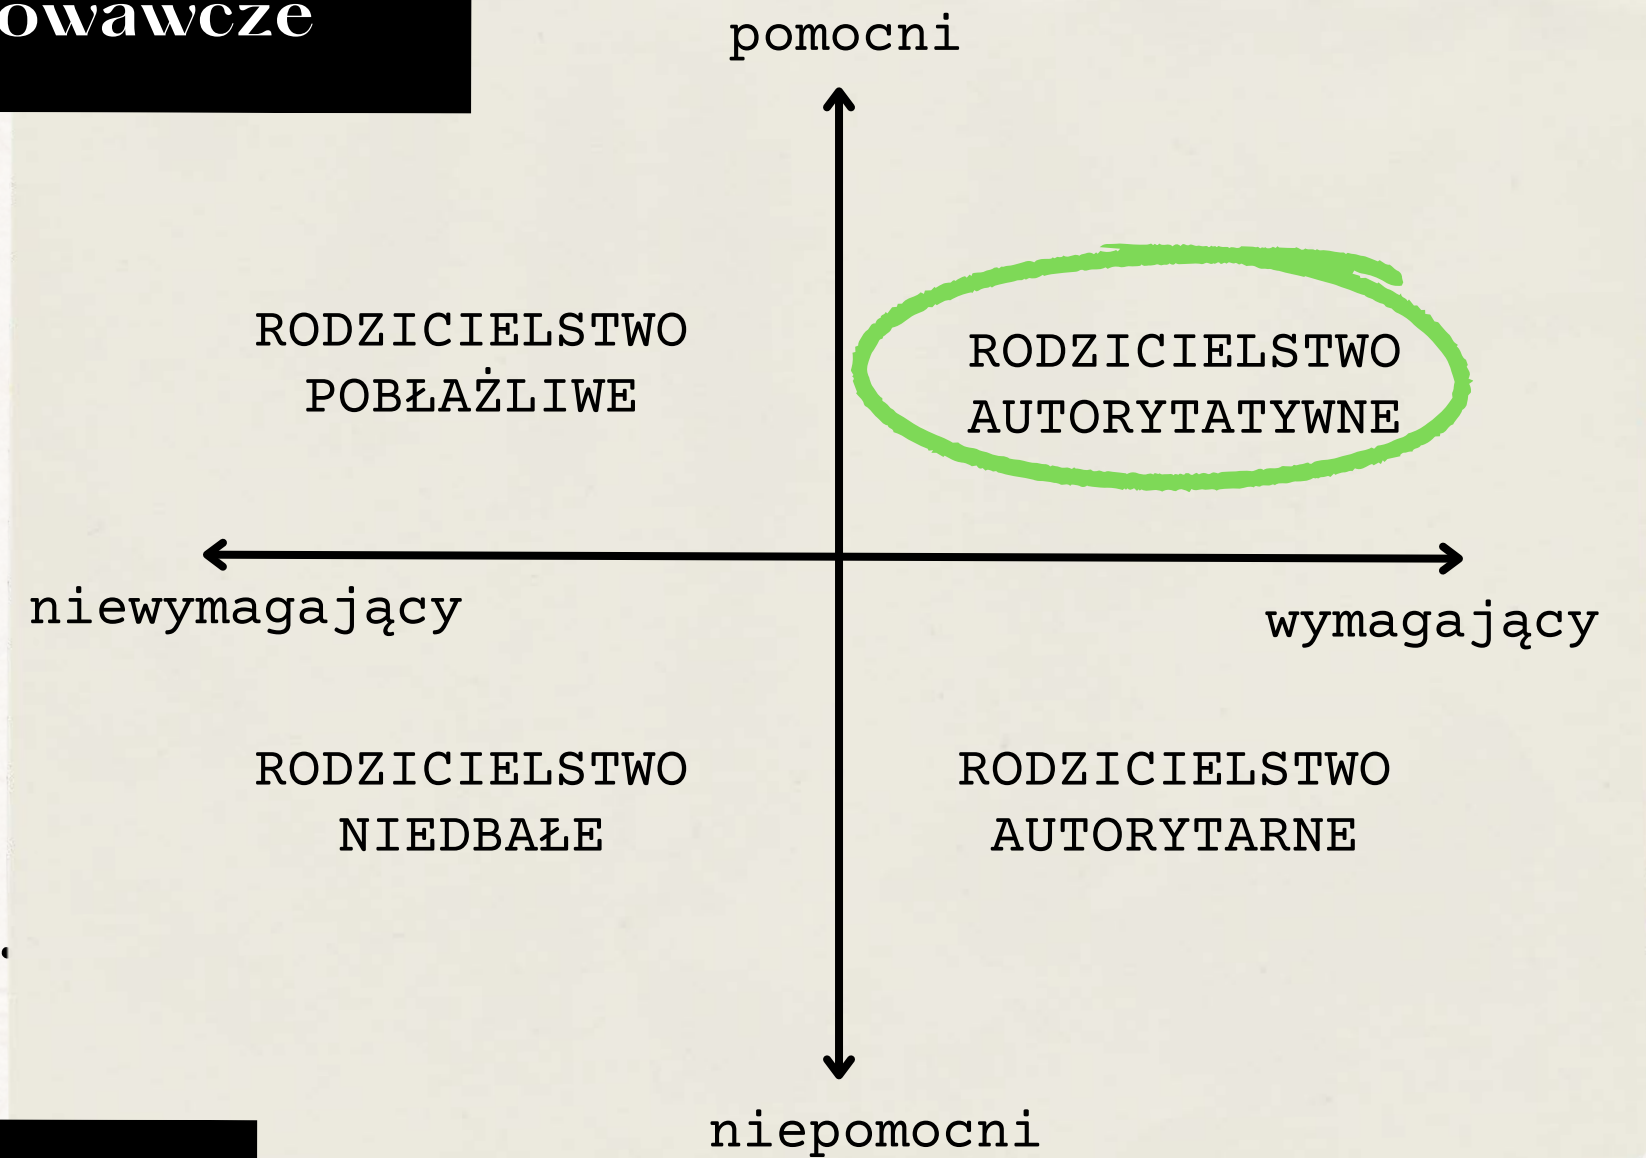 owawcze
pomocni
RODZICIELSTWO
POBŁAŻLIWE
RODZICIELSTWO
AUTORYTATYWNE
niewymagający
wymagający
RODZICIELSTWO
NIEDBAŁE
RODZICIELSTWO
AUTORYTARNE
niepomocni